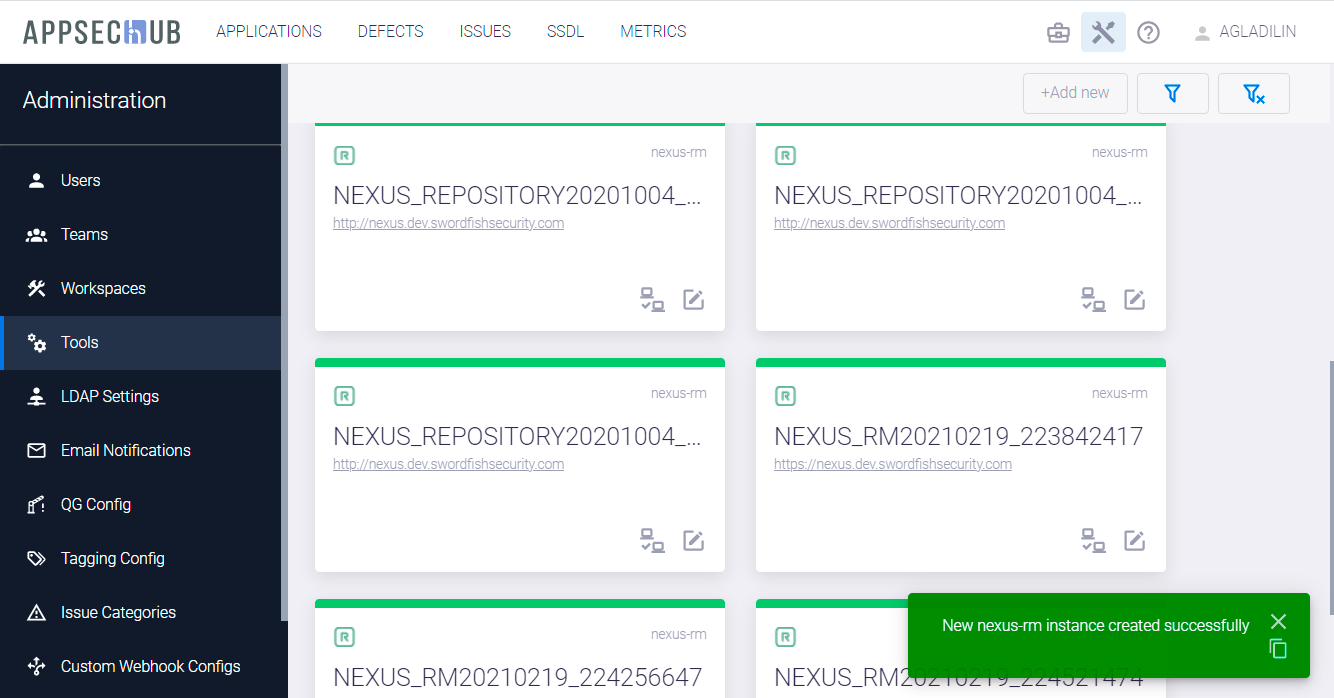 APPSECHUB
APPLICATIONS
DEFECTS
ISSUES
SSDL
METRICS
AGLADILIN
Administration
Users
Teams
Workspaces
Tools
LDAP Settings
Email Notifications
QG Config
Tagging Config
Issue Categories
Custom Webhook Configs
+Add new
R
nexus-rm
NEXUS_REPOSITORY20201004_...
http://nexus.dev.swordfishsecurity.com
R
nexus-rm
NEXUS_REPOSITORY20201004_...
http://nexus.dev.swordfishsecurity.com
R
nexus-rm
NEXUS_REPOSITORY20201004_...
http://nexus.dev.swordfishsecurity.com
R
nexus-rm
NEXUS_RM20210219_223842417
https://nexus.dev.swordfishsecurity.com
R
nexus-rm
NEXUS_RM20210219_224256647
R
NEXUS_RM20210219_224521474
New nexus-rm instance created successfully